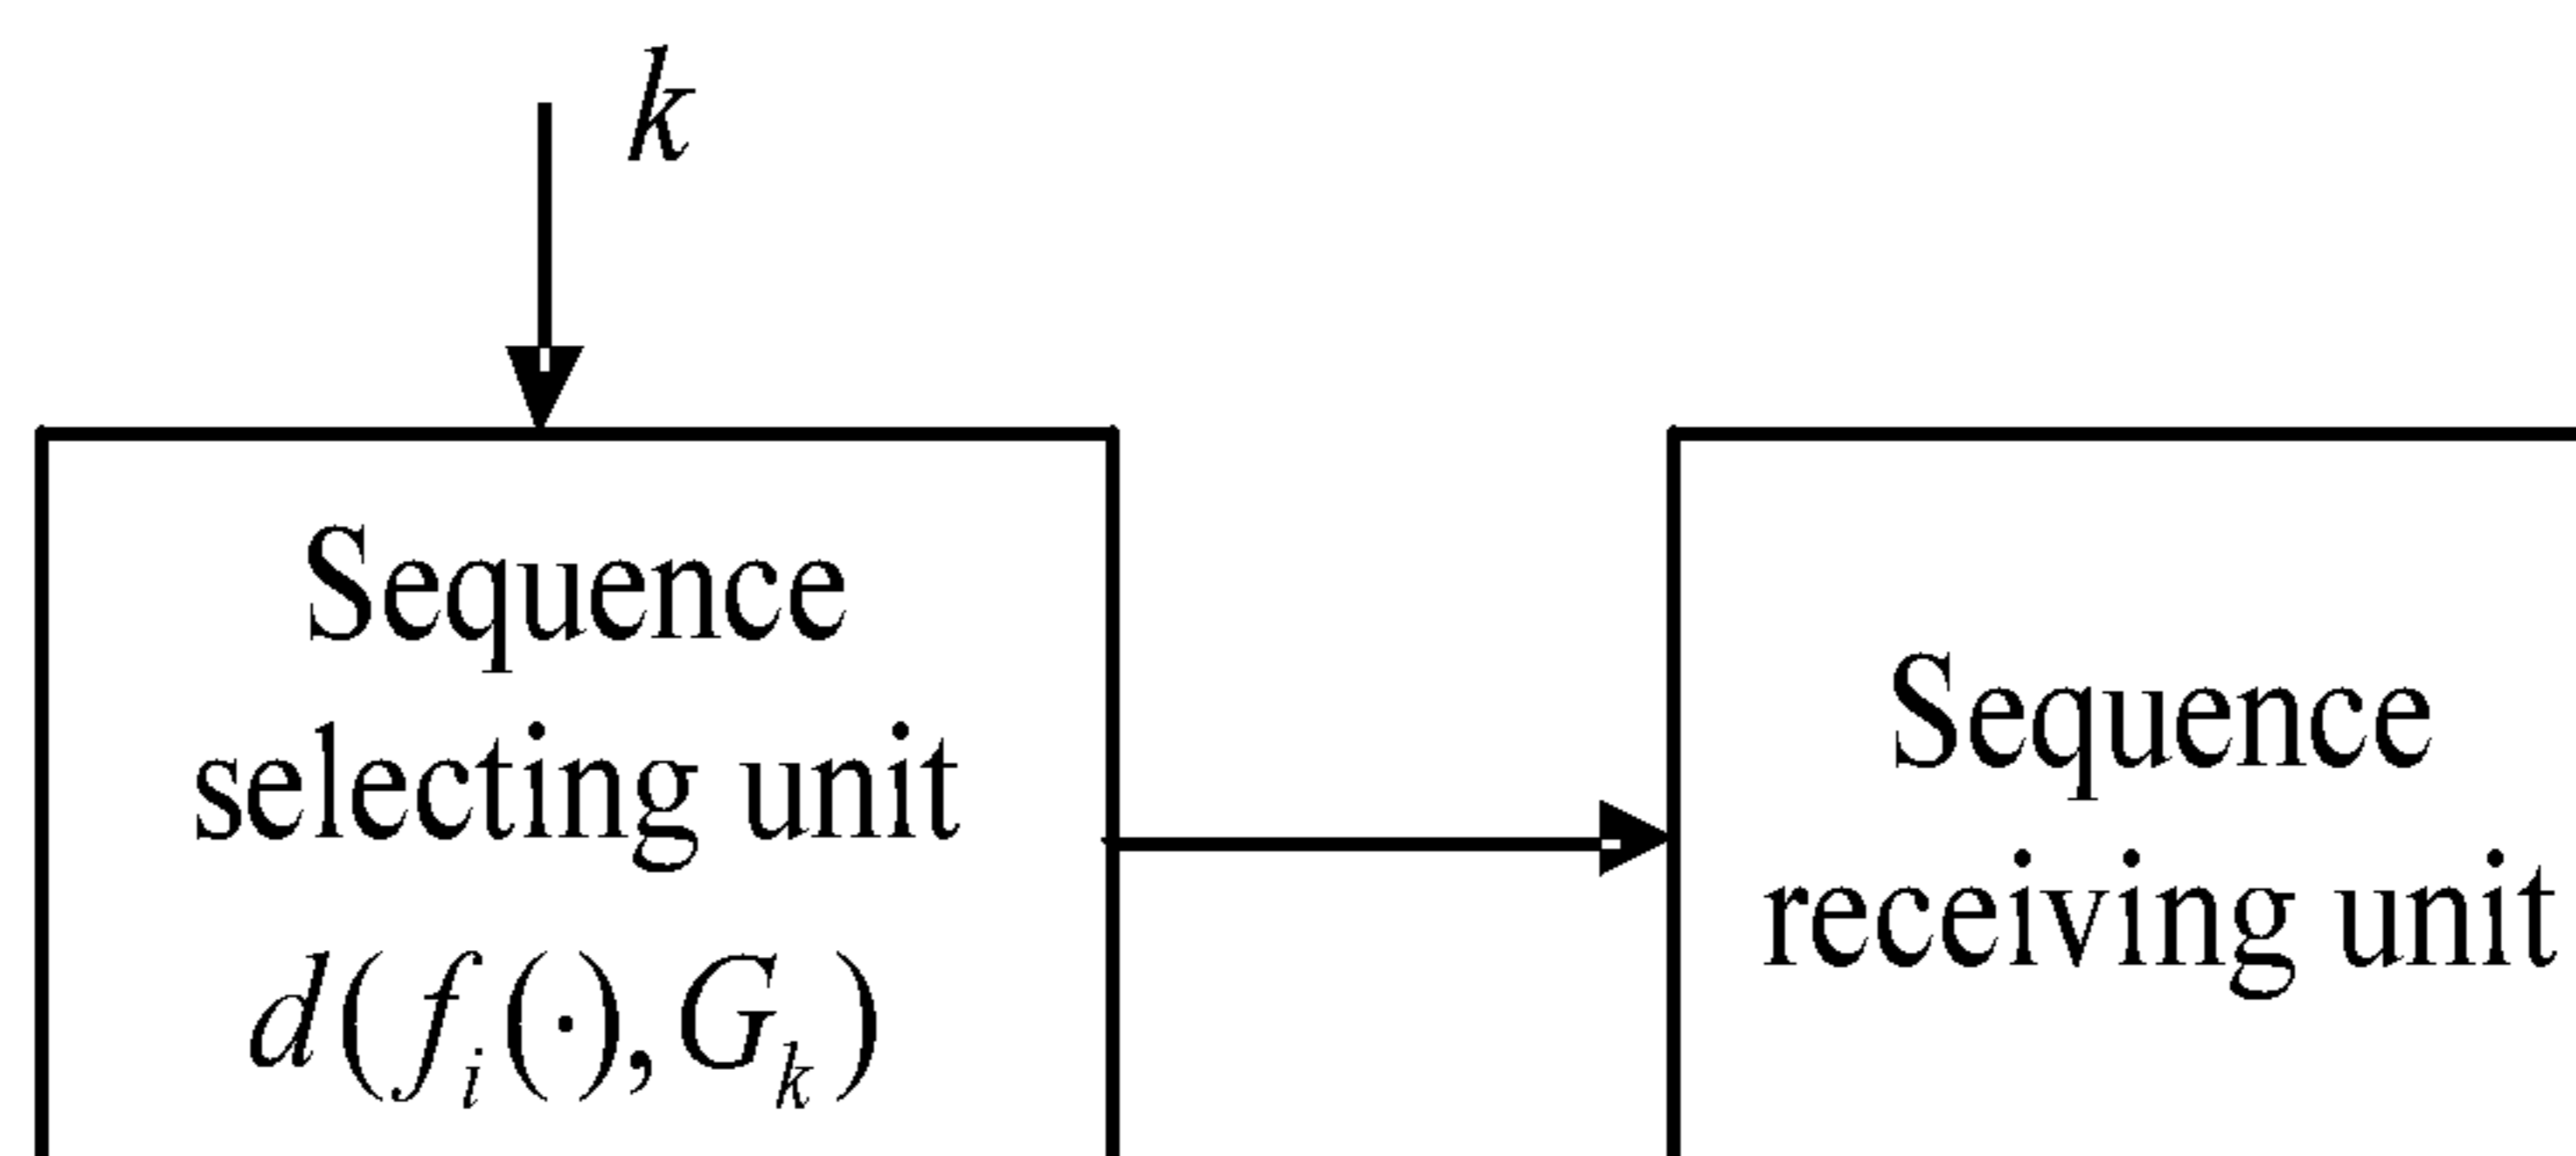 k
Sequence
selecting unit
d(f_i(·), G_k)
Sequence
receiving unit